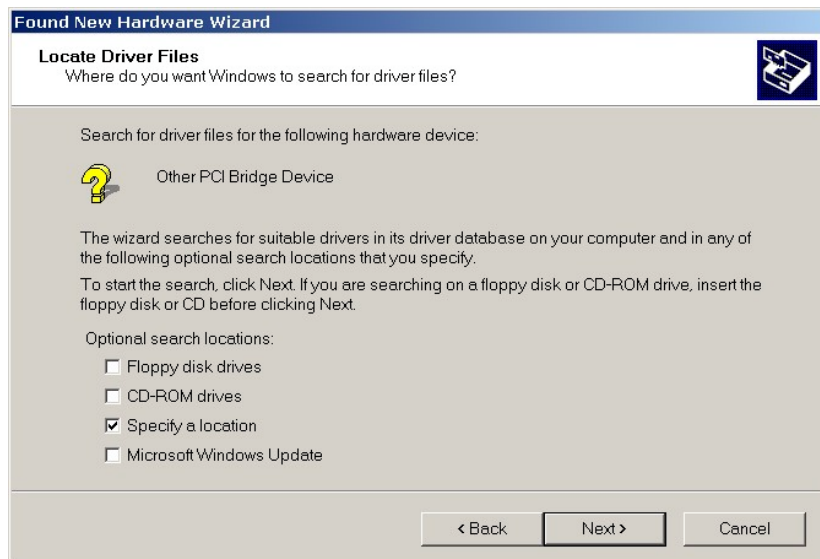 Found New Hardware Wizard
Locate Driver Files
Where do you want Windows to search for driver files?
Search for driver files for the following hardware device:
Other PCI Bridge Device
The wizard searches for suitable drivers in its driver database on your computer and in any of
the following optional search locations that you specify.
To start the search, click Next. If you are searching on a floppy disk or CD-ROM drive, insert the
floppy disk or CD before clicking Next.
Optional search locations:
Floppy disk drives
CD-ROM drives
Specify a location
Microsoft Windows Update
< Back
Next >
Cancel